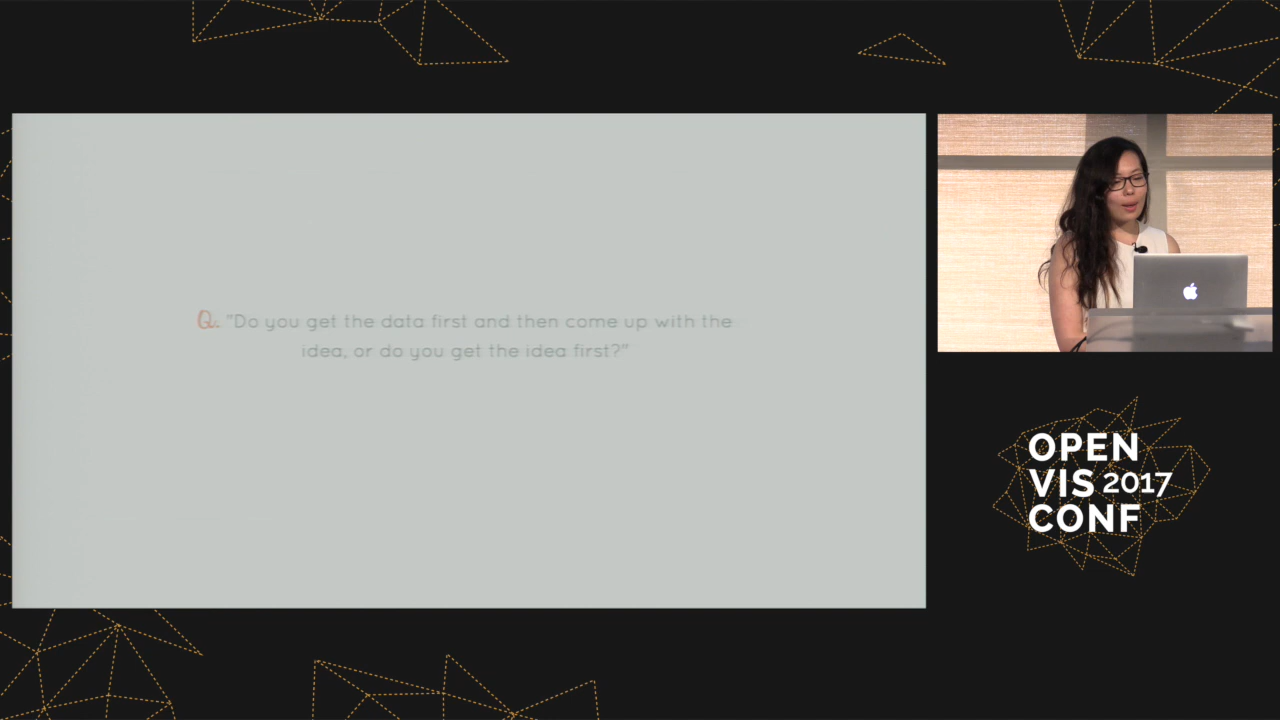 Q. "Do you get the data first and then come up with the
idea, or do you get the idea first?"
OPEN
VIS 2017
CONF